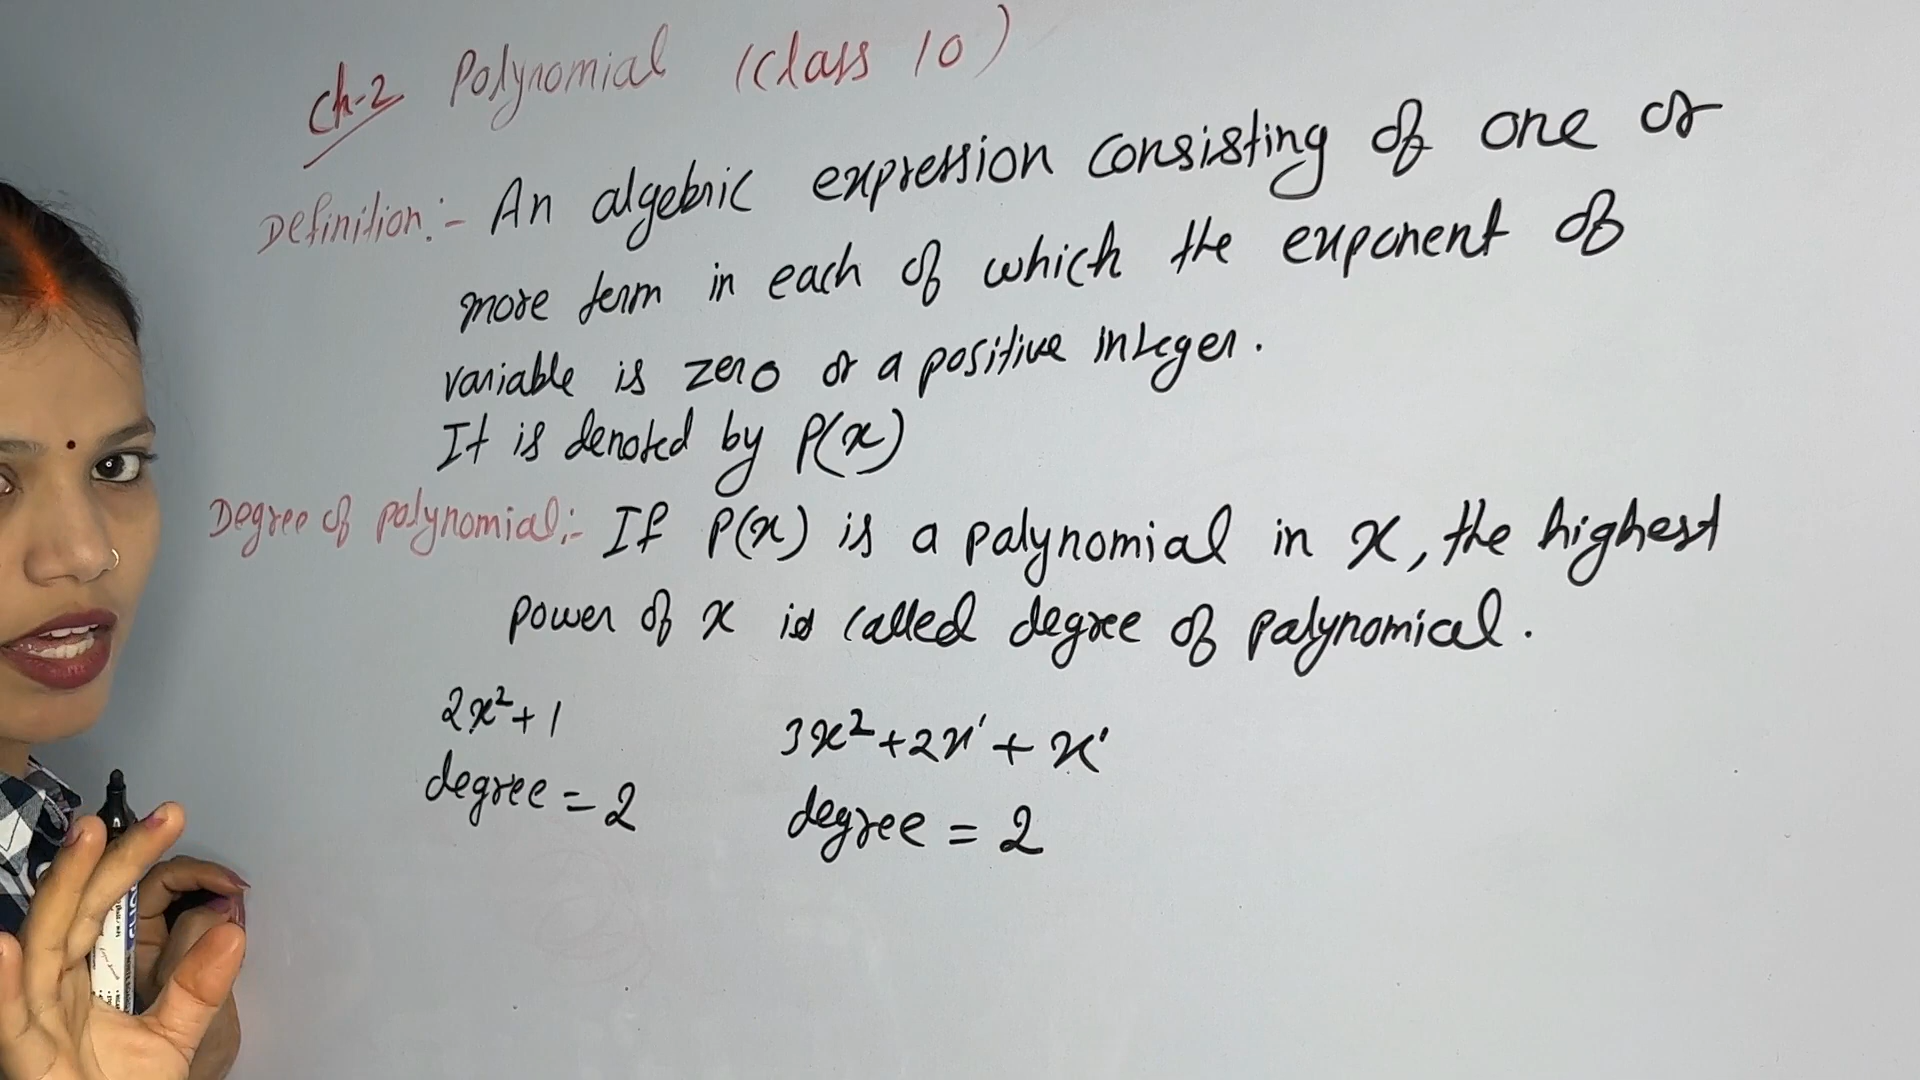 Ch-2 Polynomial (Class 10)
Definition:- An algebric expression consisting of one or
more term in each of which the exponent of
variable is zero or a positive integer.
It is denoted by P(x)
Degree of polynomial:- If P(x) is a polynomial in x, the highest
power of x is called degree of polynomial.
2x²+1
degree = 2
3x²+2x¹+x¹
degree = 2